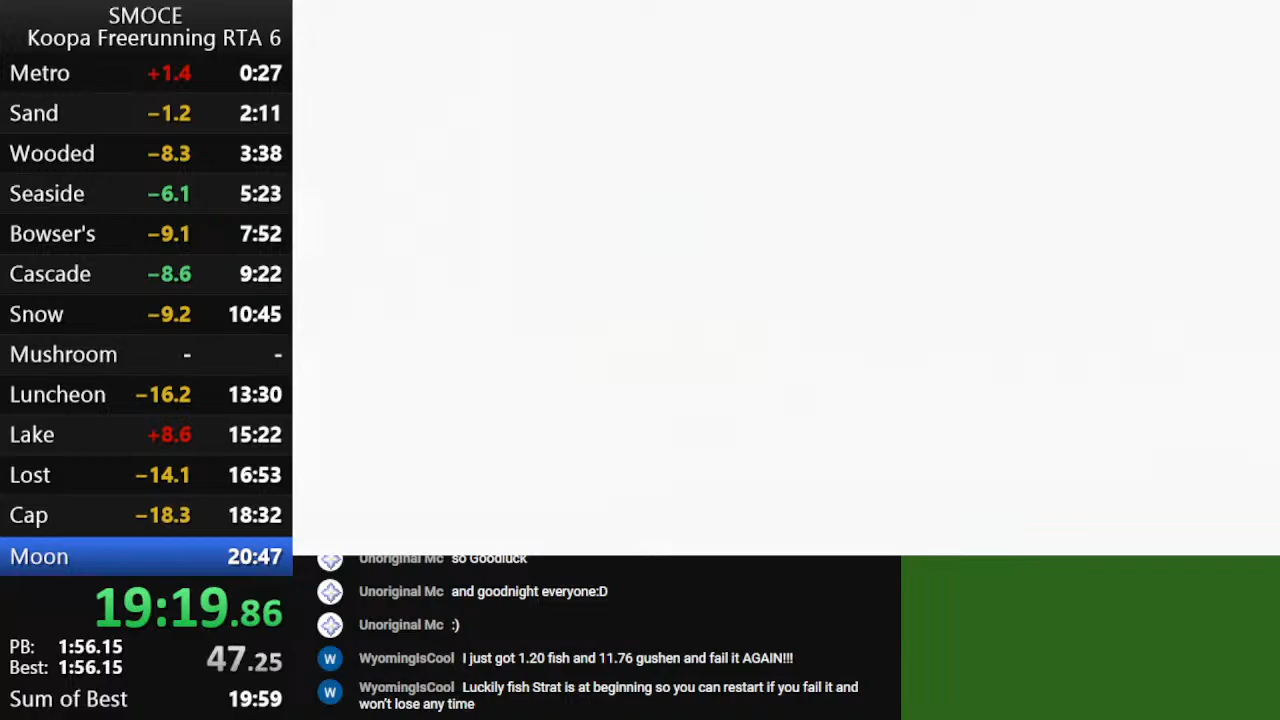 SMOCE
Koopa Freerunning RTA 6
Metro +1.4 0:27
Sand −1.2 2:11
Wooded −8.3 3:38
Seaside −6.1 5:23
Bowser's −9.1 7:52
Cascade −8.6 9:22
Snow −9.2 10:45
Mushroom - -
Luncheon −16.2 13:30
Lake +8.6 15:22
Lost −14.1 16:53
Cap −18.3 18:32
Moon 20:47
19:19.86
PB: 1:56.15
Best: 1:56.15
47.25
Sum of Best 19:59
Unoriginal Mc so Goodluck
Unoriginal Mc and goodnight everyone:D
Unoriginal Mc :)
W WyomingIsCool I just got 1.20 fish and 11.76 gushen and fail it AGAIN!!!
W WyomingIsCool Luckily fish Strat is at beginning so you can restart if you fail it and
won't lose any time